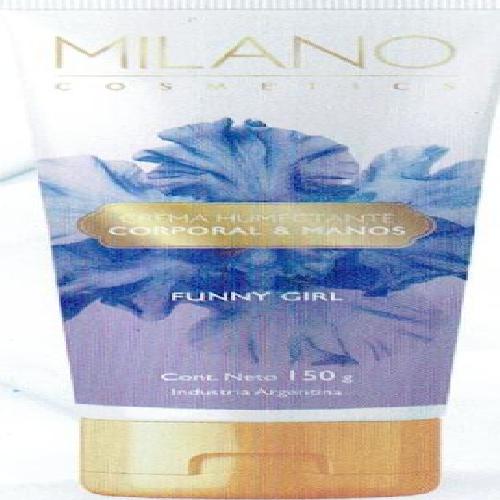 MILANO
COSMETICS
CREMA HUMECTANTE
CORPORAL & MANOS
FUNNY GIRL
Cont. Neto 150 g
Industria Argentina